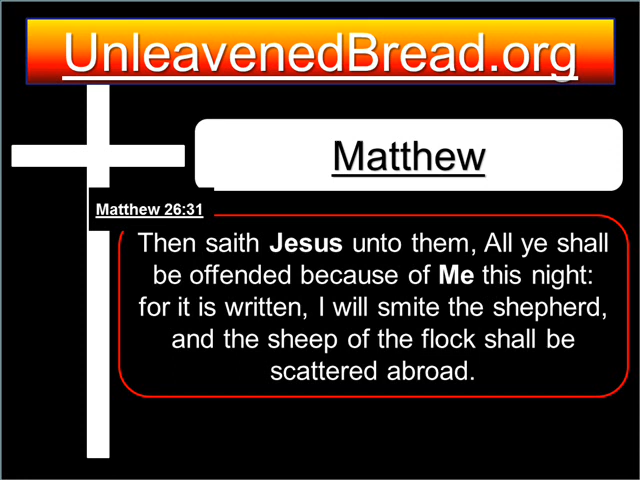 UnleavenedBread.org
Matthew
Matthew 26:31
Then saith Jesus unto them, All ye shall
be offended because of Me this night:
for it is written, I will smite the shepherd,
and the sheep of the flock shall be
scattered abroad.